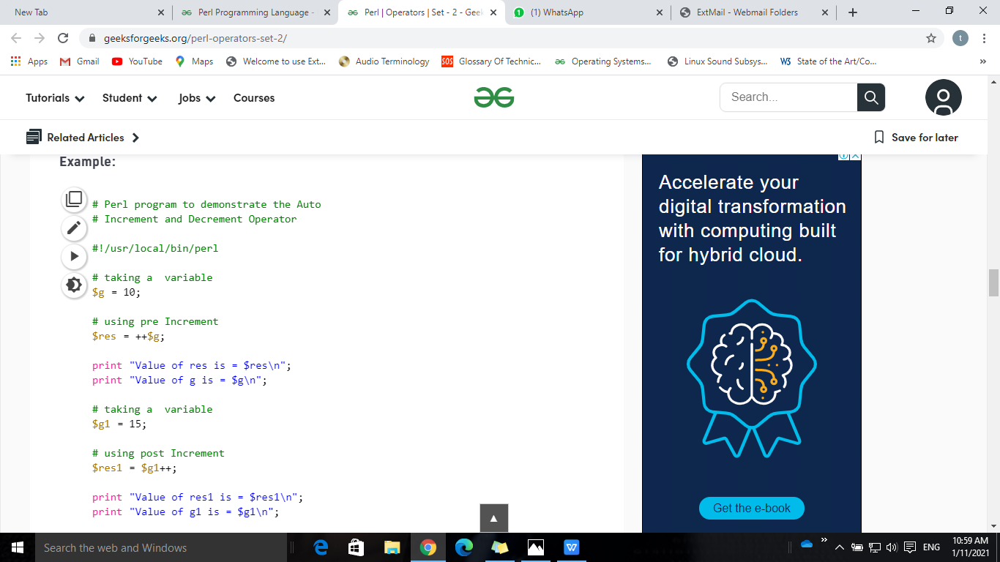 New Tab
Perl Programming Language -
Perl | Operators | Set - 2 - Geek
(1) WhatsApp
ExtMail - Webmail Folders
geeksforgeeks.org/perl-operators-set-2/
t
Apps
Gmail
YouTube
Maps
Welcome to use Ext...
Audio Terminology
SOS
Glossary Of Technic...
Operating Systems...
Linux Sound Subsys...
W3
State of the Art/Co...
Tutorials
Student
Jobs
Courses
Search...
Related Articles
Save for later
Example:
# Perl program to demonstrate the Auto
# Increment and Decrement Operator
#!/usr/local/bin/perl
# taking a  variable
$g = 10;
# using pre Increment
$res = ++$g;
print "Value of res is = $res\n";
print "Value of g is = $g\n";
# taking a  variable
$g1 = 15;
# using post Increment
$res1 = $g1++;
print "Value of res1 is = $res1\n";
print "Value of g1 is = $g1\n";
Accelerate your
digital transformation
with computing built
for hybrid cloud.
Get the e-book
Search the web and Windows
ENG
10:59 AM
1/11/2021